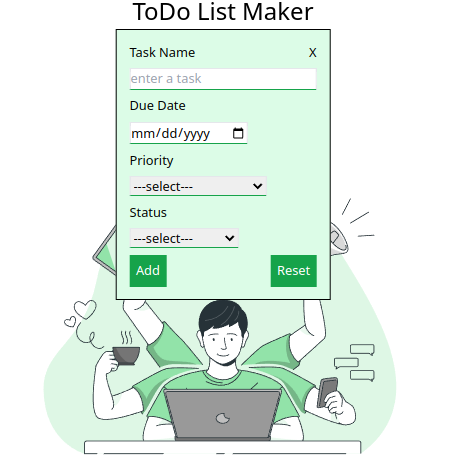 ToDo List Maker
Task Name X
enter a task
Due Date
mm/dd/yyyy
Priority
---select---
Status
---select---
Add Reset